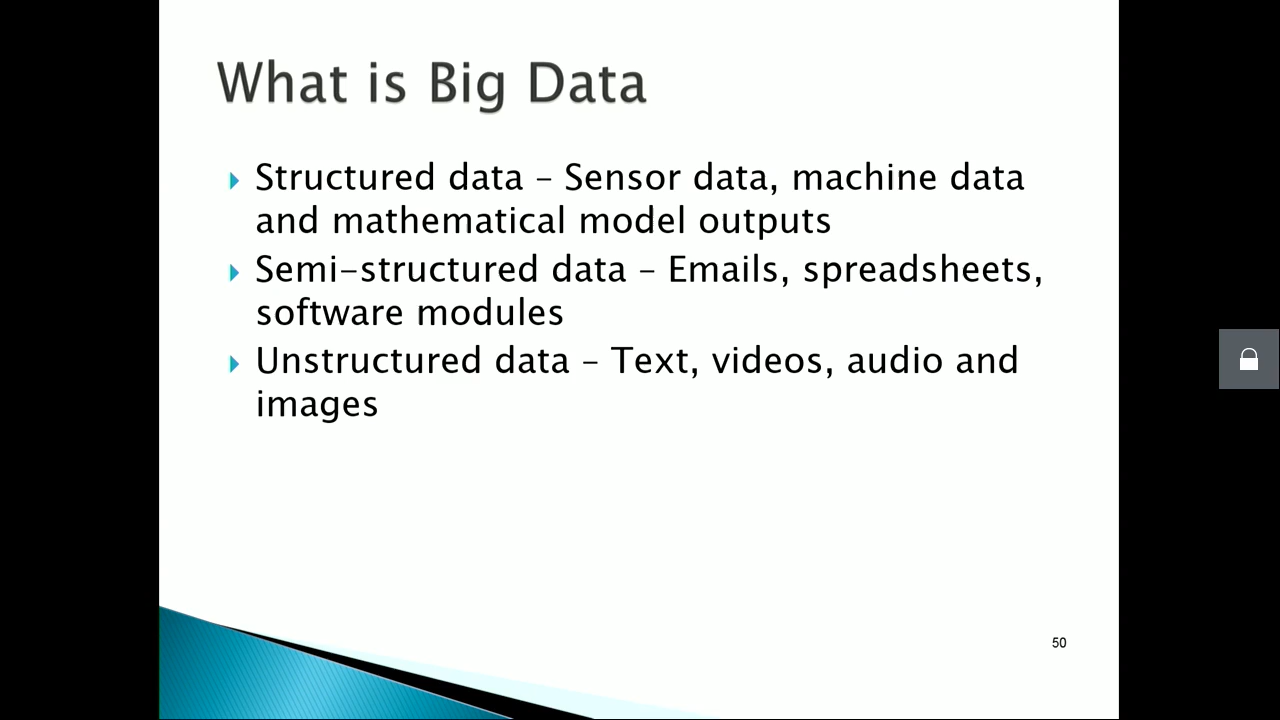 What is Big Data
Structured data – Sensor data, machine data
and mathematical model outputs
Semi-structured data – Emails, spreadsheets,
software modules
Unstructured data – Text, videos, audio and
images
50